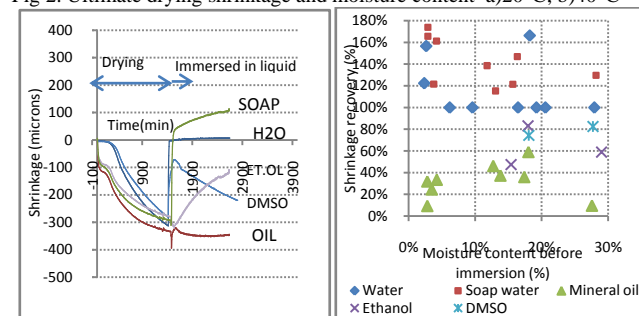 Fig 2. Ultimate drying shrinkage and moisture content a)20°C, b)40°C
400
300
200
100
0
-100
-200
-300
-400
-500
Shrinkage (microns)
Drying
Immersed in liquid
Time(min)
-100
900
1900
2900
3900
SOAP
H2O
ET.OL
DMSO
OIL
180%
160%
140%
120%
100%
80%
60%
40%
20%
0%
Shrinkage recovery(%)
0%
10%
20%
30%
Moisture content before
immersion (%)
Water
Soap water
Mineral oil
Ethanol
DMSO